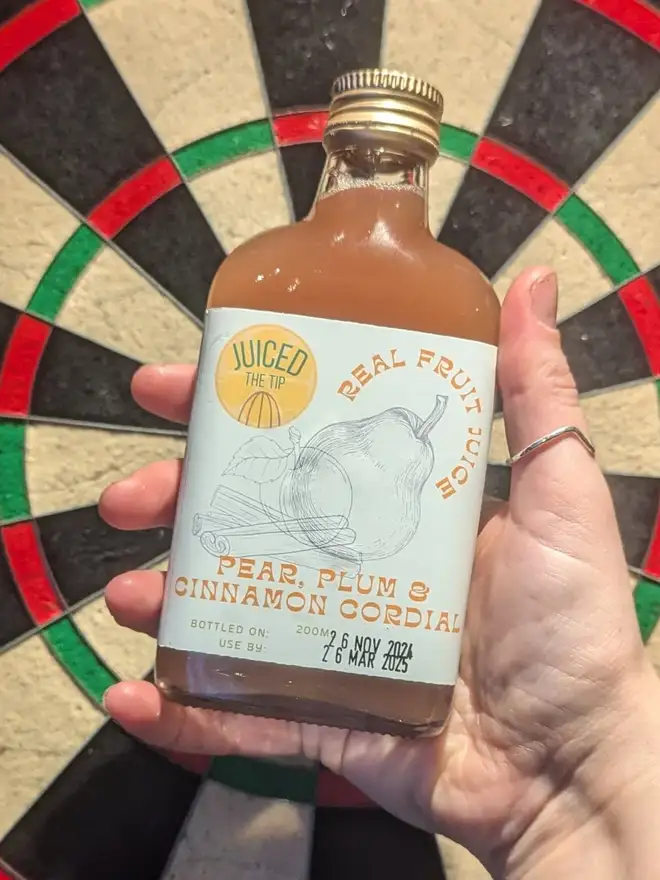 JUICED
THE TIP
REAL FRUIT JUICE
PEAR, PLUM &
CINNAMON CORDIAL
BOTTLED ON: 200M 26 NOV 2024
USE BY: 26 MAR 2025